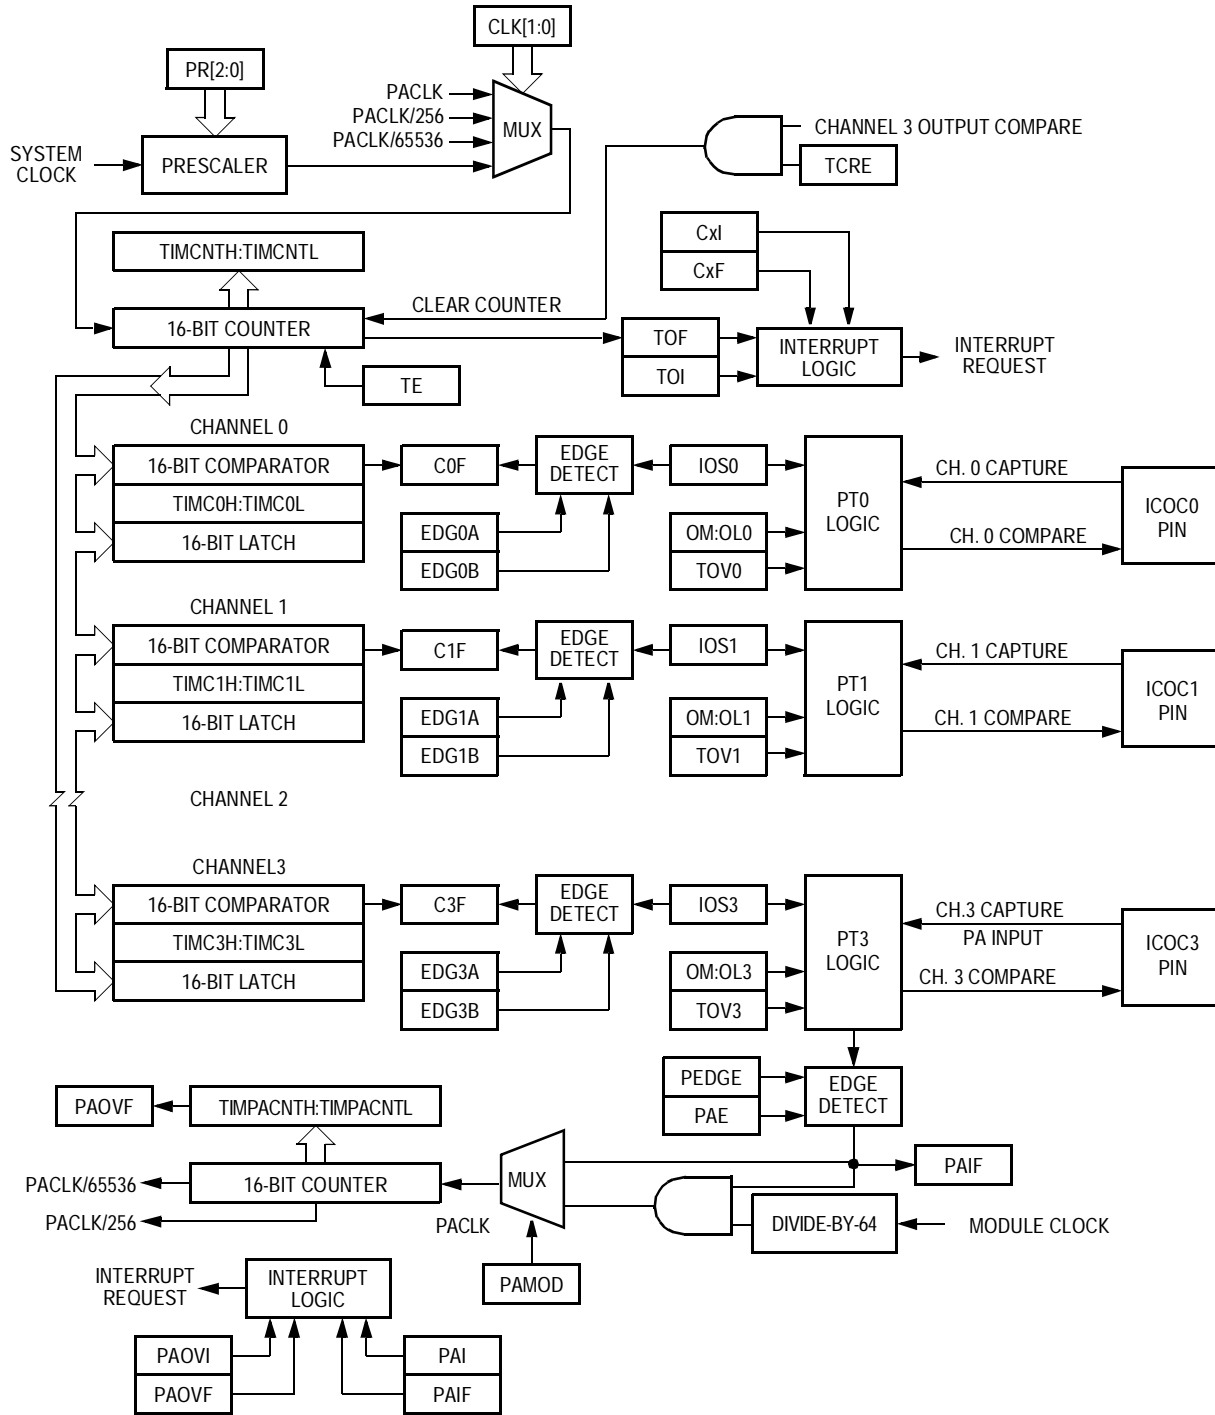 CLK[1:0]
PR[2:0]
PACLK
PACLK/256
PACLK/65536
MUX
SYSTEM
CLOCK
PRESCALER
CHANNEL 3 OUTPUT COMPARE
TCRE
TIMCNTH:TIMCNTL
CxI
CxF
CLEAR COUNTER
16-BIT COUNTER
TE
TOF
TOI
INTERRUPT
LOGIC
INTERRUPT
REQUEST
CHANNEL 0
16-BIT COMPARATOR
TIMC0H:TIMC0L
16-BIT LATCH
C0F
EDGE
DETECT
IOS0
EDG0A
EDG0B
OM:OL0
TOV0
PT0
LOGIC
CH. 0 CAPTURE
CH. 0 COMPARE
ICOC0
PIN
CHANNEL 1
16-BIT COMPARATOR
TIMC1H:TIMC1L
16-BIT LATCH
C1F
EDGE
DETECT
IOS1
EDG1A
EDG1B
OM:OL1
TOV1
PT1
LOGIC
CH. 1 CAPTURE
CH. 1 COMPARE
ICOC1
PIN
CHANNEL 2
CHANNEL3
16-BIT COMPARATOR
TIMC3H:TIMC3L
16-BIT LATCH
C3F
EDGE
DETECT
IOS3
EDG3A
EDG3B
OM:OL3
TOV3
PT3
LOGIC
CH.3 CAPTURE
PA INPUT
CH. 3 COMPARE
ICOC3
PIN
PEDGE
PAE
EDGE
DETECT
PAOVF
TIMPACNTH:TIMPACNTL
PAIF
PACLK/65536
16-BIT COUNTER
MUX
PACLK/256
PACLK
DIVIDE-BY-64
MODULE CLOCK
PAMOD
INTERRUPT
REQUEST
INTERRUPT
LOGIC
PAOVI
PAOVF
PAI
PAIF